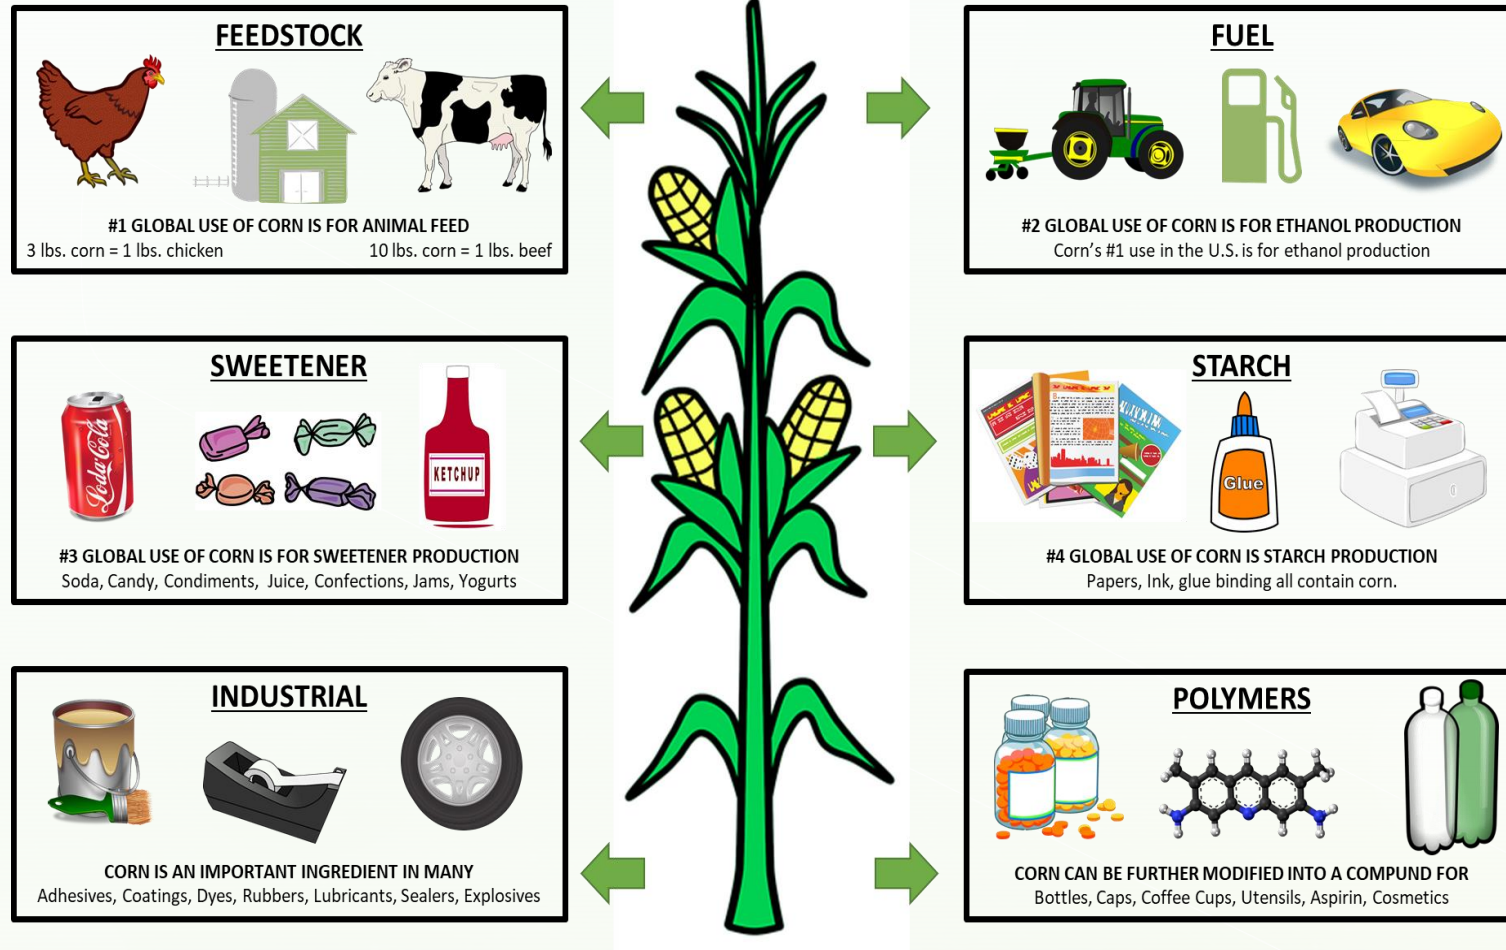 FEEDSTOCK
#1 GLOBAL USE OF CORN IS FOR ANIMAL FEED
3 lbs. corn = 1 lbs. chicken
10 lbs. corn = 1 lbs. beef
FUEL
#2 GLOBAL USE OF CORN IS FOR ETHANOL PRODUCTION
Corn's #1 use in the U.S. is for ethanol production
SWEETENER
Soda Cola
KETCHUP
#3 GLOBAL USE OF CORN IS FOR SWEETENER PRODUCTION
Soda, Candy, Condiments, Juice, Confections, Jams, Yogurts
STARCH
Glue
#4 GLOBAL USE OF CORN IS STARCH PRODUCTION
Papers, Ink, glue binding all contain corn.
INDUSTRIAL
CORN IS AN IMPORTANT INGREDIENT IN MANY
Adhesives, Coatings, Dyes, Rubbers, Lubricants, Sealers, Explosives
POLYMERS
CORN CAN BE FURTHER MODIFIED INTO A COMPUND FOR
Bottles, Caps, Coffee Cups, Utensils, Aspirin, Cosmetics